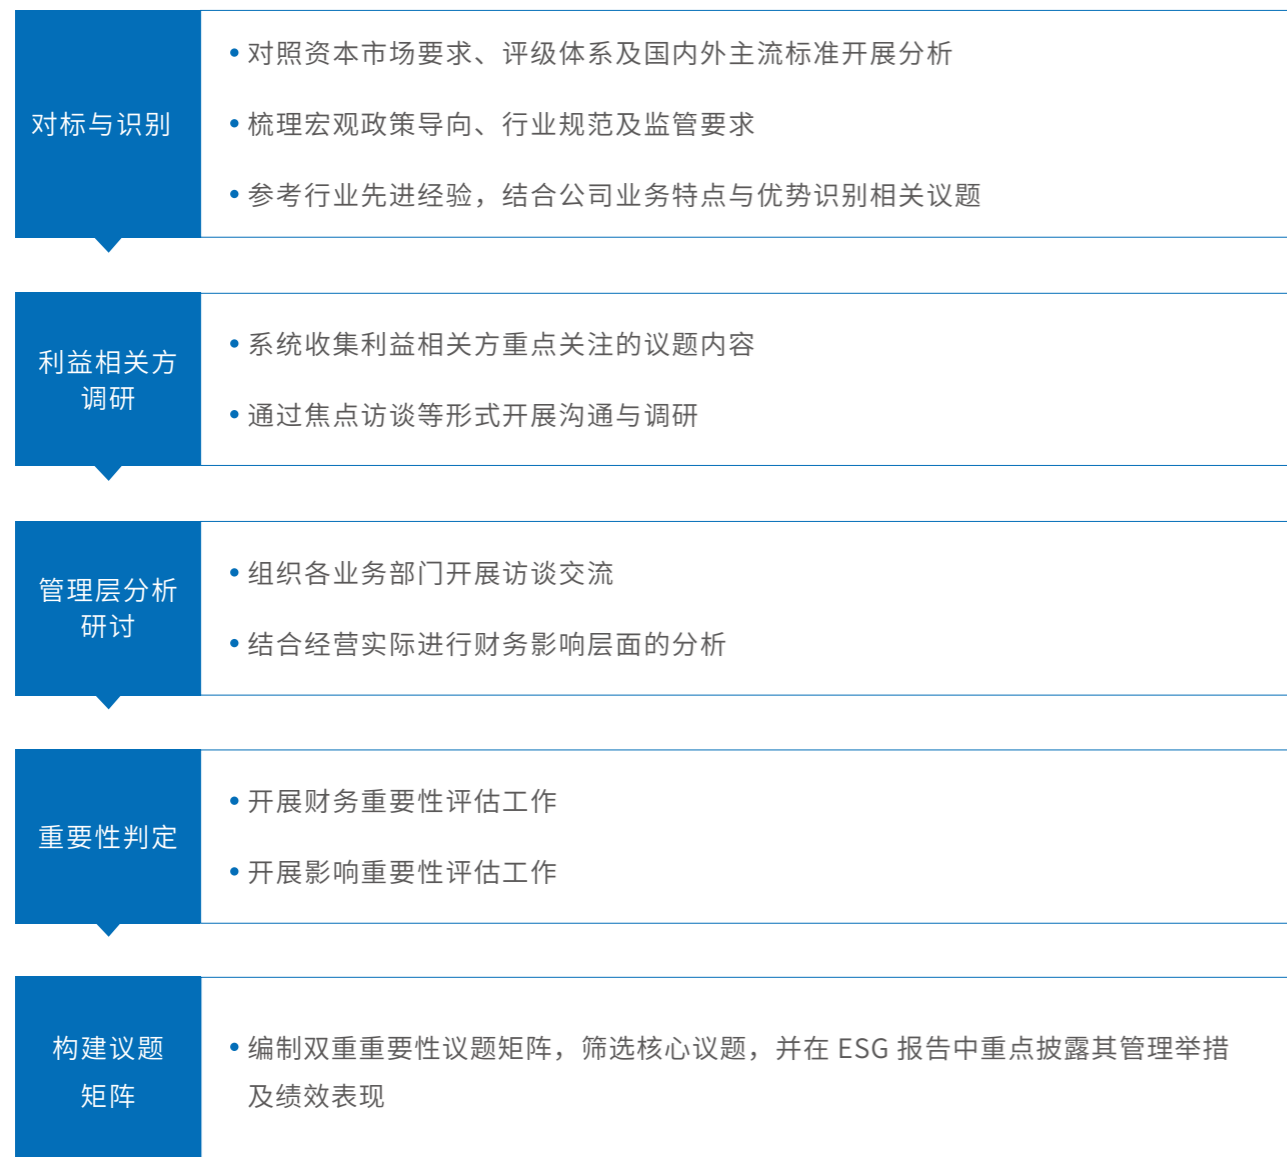 对标与识别
• 对照资本市场要求、评级体系及国内外主流标准开展分析
• 梳理宏观政策导向、行业规范及监管要求
• 参考行业先进经验，结合公司业务特点与优势识别相关议题
利益相关方
调研
• 系统收集利益相关方重点关注的议题内容
• 通过焦点访谈等形式开展沟通与调研
管理层分析
研讨
• 组织各业务部门开展访谈交流
• 结合经营实际进行财务影响层面的分析
重要性判定
• 开展财务重要性评估工作
• 开展影响重要性评估工作
构建议题
矩阵
• 编制双重重要性议题矩阵，筛选核心议题，并在 ESG 报告中重点披露其管理举措
及绩效表现